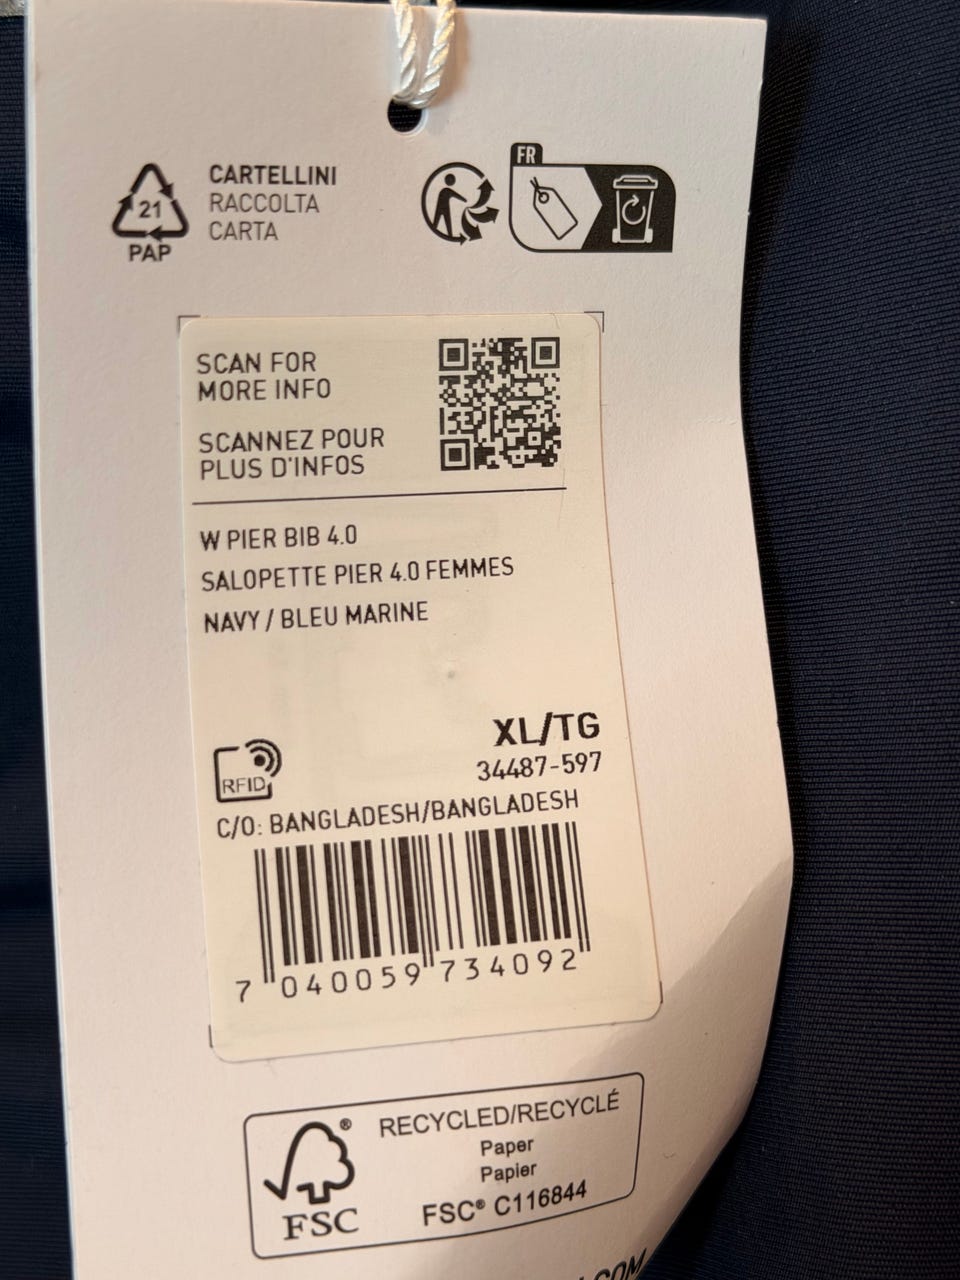 21
PAP
CARTELLINI
RACCOLTA
CARTA
FR
SCAN FOR
MORE INFO
SCANNEZ POUR
PLUS D'INFOS
W PIER BIB 4.0
SALOPETTE PIER 4.0 FEMMES
NAVY / BLEU MARINE
XL/TG
34487-597
RFID
C/O: BANGLADESH/BANGLADESH
7 040059 734092
RECYCLED/RECYCLÉ
Paper
Papier
FSC® C116844
®
FSC